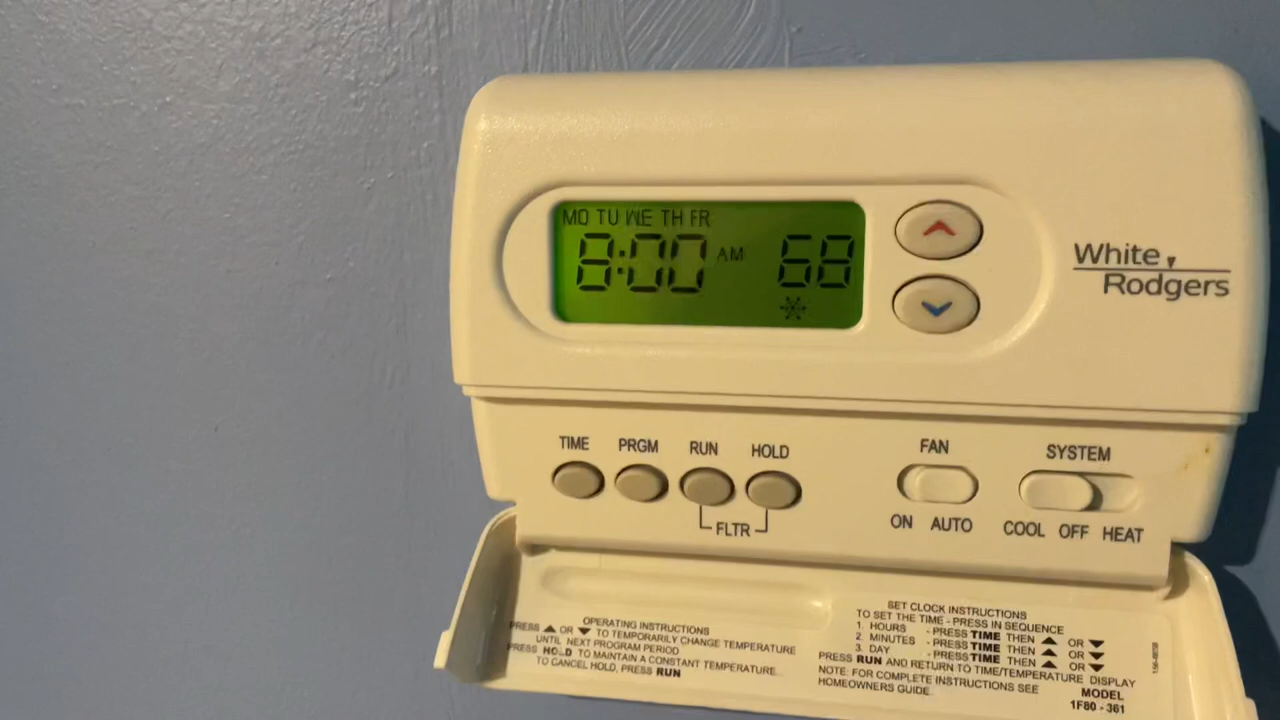 MO TU WE TH FR
8:00 AM 68
White
Rodgers
TIME PRGM RUN HOLD
FLTR
FAN
ON AUTO
SYSTEM
COOL OFF HEAT
OPERATING INSTRUCTIONS
PRESS ▲ OR ▼ TO TEMPORARILY CHANGE TEMPERATURE
UNTIL NEXT PROGRAM PERIOD
PRESS HOLD TO MAINTAIN A CONSTANT TEMPERATURE.
TO CANCEL HOLD, PRESS RUN
SET CLOCK INSTRUCTIONS
TO SET THE TIME - PRESS IN SEQUENCE
1. HOURS - PRESS TIME THEN ▲ OR ▼
2. MINUTES - PRESS TIME THEN ▲ OR ▼
3. DAY - PRESS TIME THEN ▲ OR ▼
PRESS RUN AND RETURN TO TIME/TEMPERATURE DISPLAY
NOTE: FOR COMPLETE INSTRUCTIONS SEE
HOMEOWNERS GUIDE.
MODEL
1F80 - 361